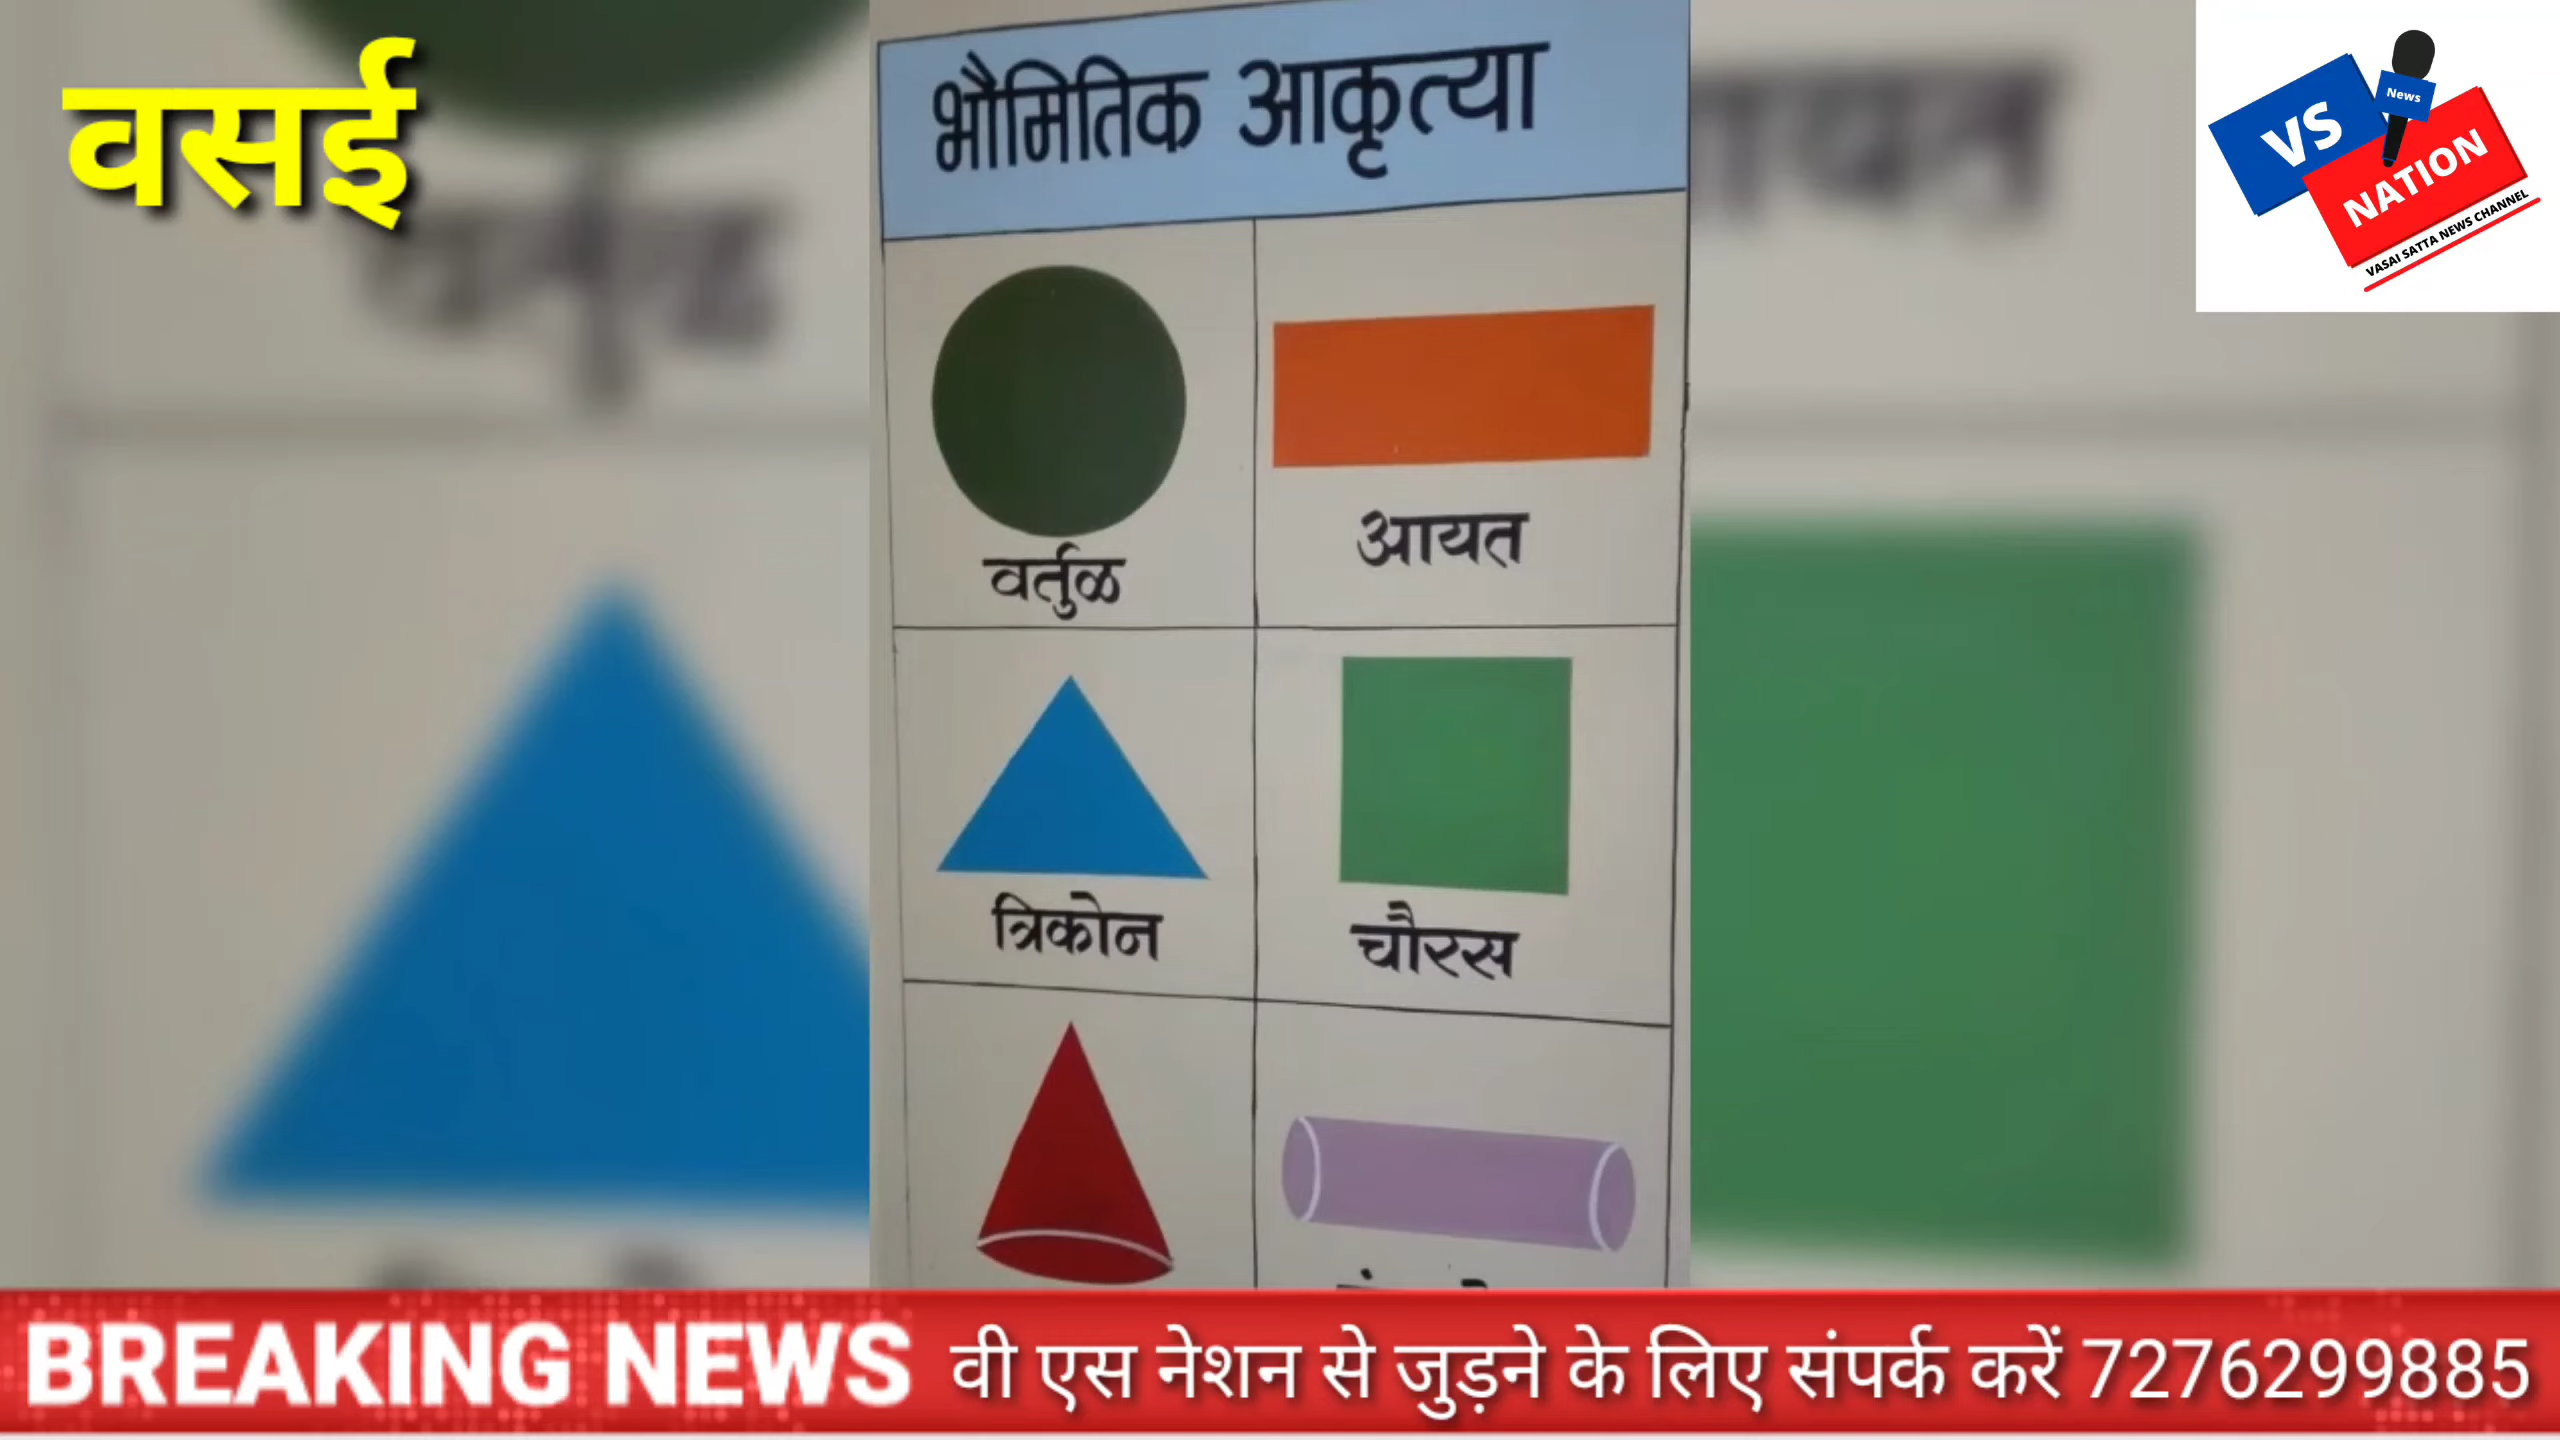 वसई
भौमितिक आकृत्या
News
VS
NATION
VASAI SATTA NEWS CHANNEL
वर्तुळ
आयत
त्रिकोन
चौरस
BREAKING NEWS वी एस नेशन से जुड़ने के लिए संपर्क करें 7276299885